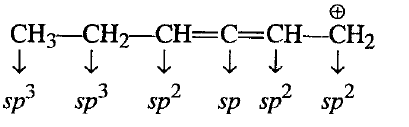 ⊕
CH₃—CH₂—CH=C=CH—CH₂
↓ ↓ ↓ ↓ ↓ ↓
sp³ sp³ sp² sp sp² sp²